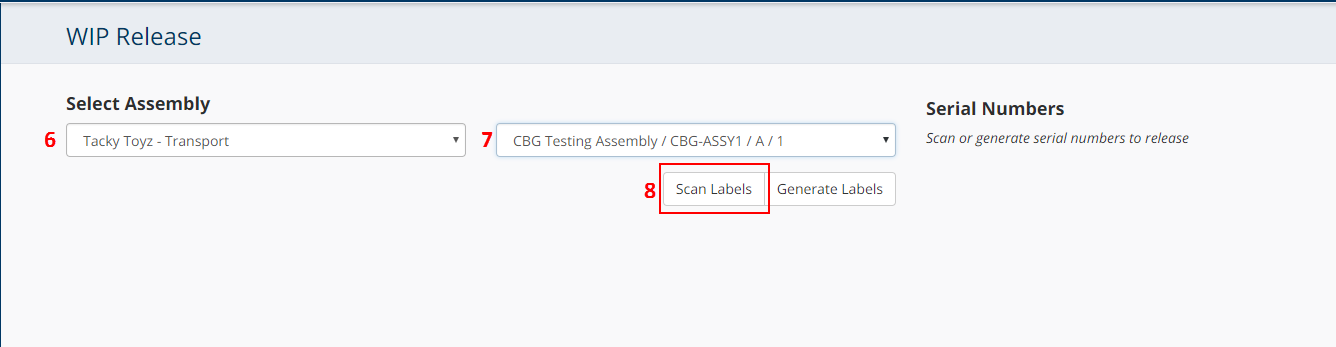 WIP Release
Select Assembly
6 Tacky Toyz - Transport
7 CBG Testing Assembly / CBG-ASSY1 / A / 1
8 Scan Labels Generate Labels
Serial Numbers
Scan or generate serial numbers to release